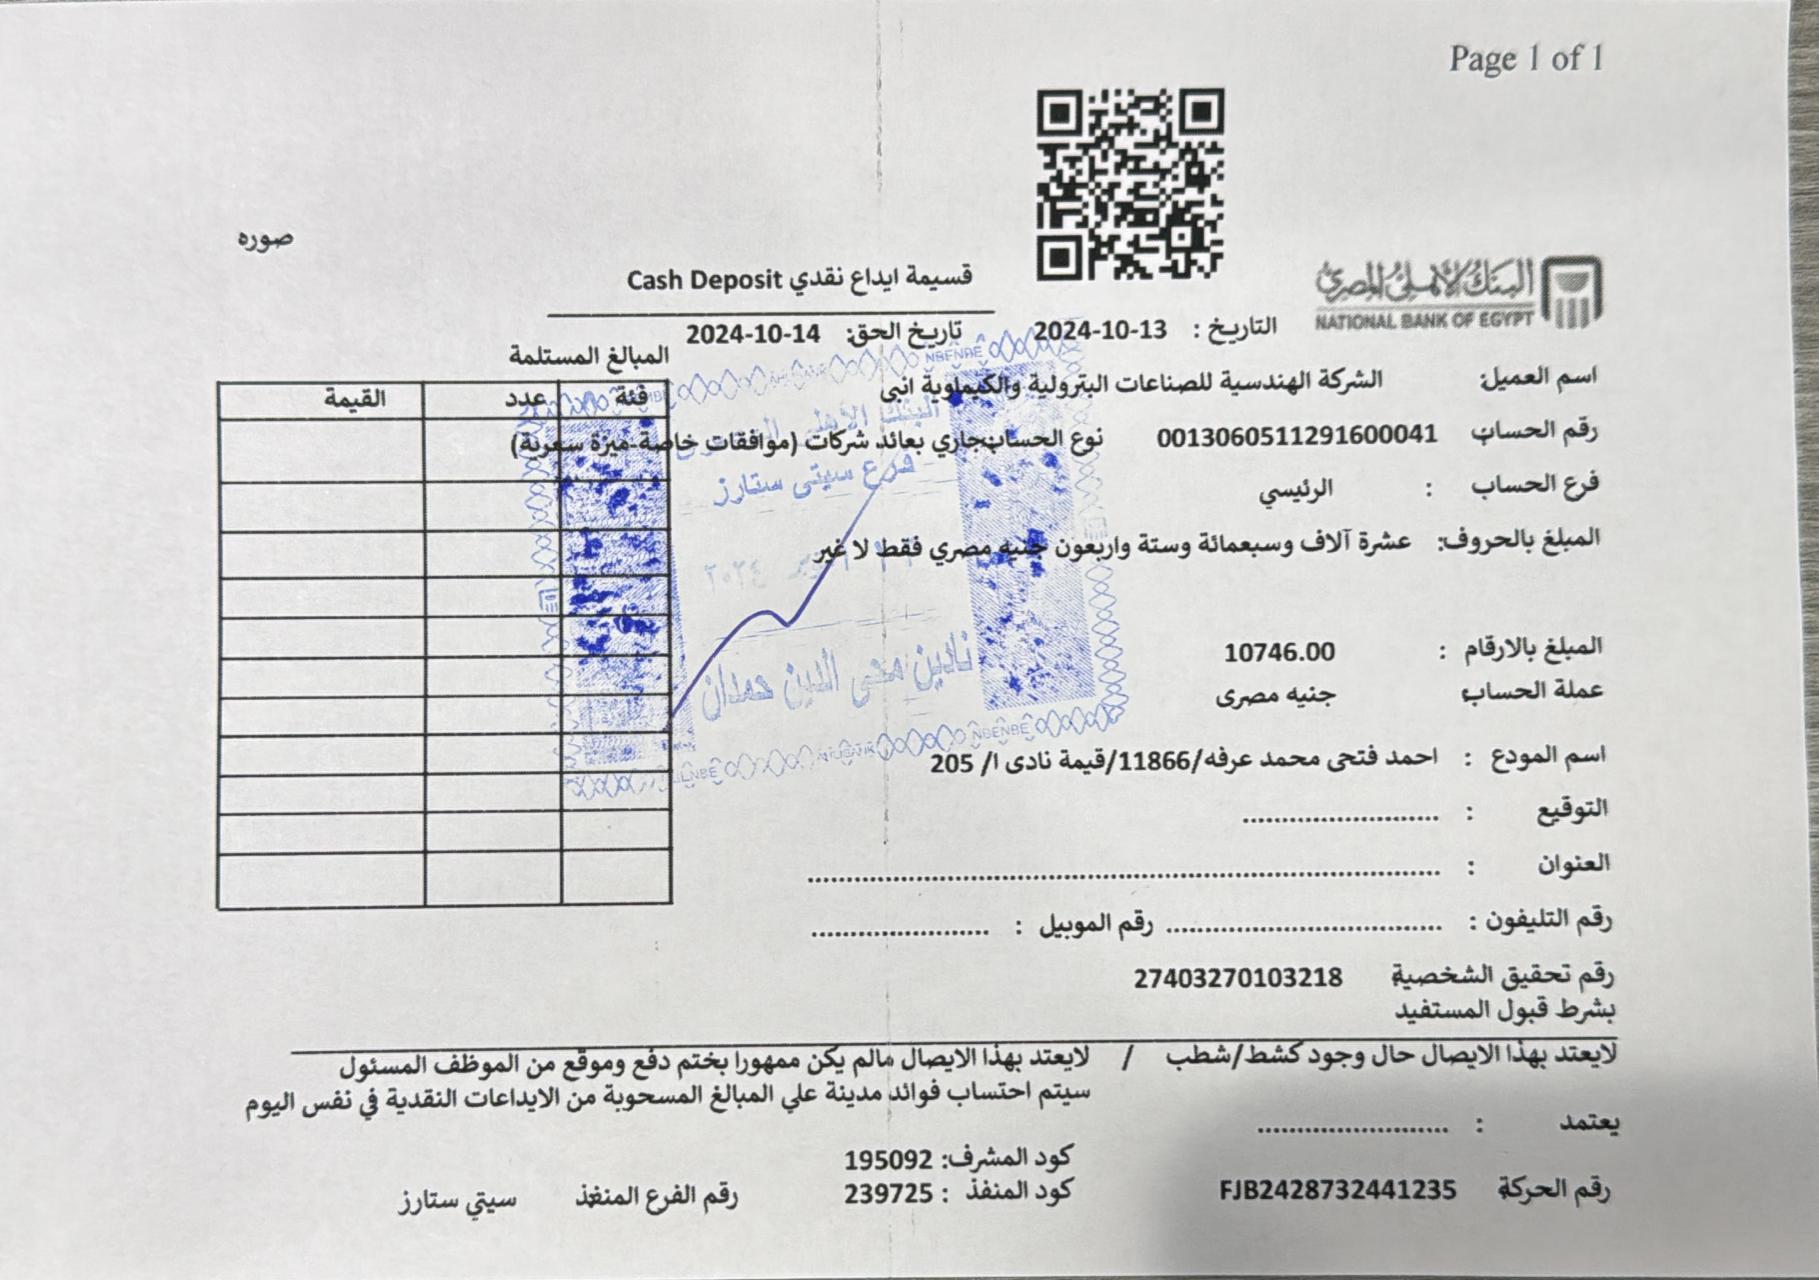 Page 1 of 1
صوره
البنك الأهلي المصري
NATIONAL BANK OF EGYPT
قسيمة ايداع نقدي Cash Deposit
التاريخ : 2024-10-13 تاريخ الحق: 2024-10-14
المبالغ المستلمة
فئة عدد القيمة
اسم العميل: الشركة الهندسية للصناعات البترولية والكيماوية انبى
رقم الحساب 0013060511291600041 نوع الحساب:جاري بعائد شركات (موافقات خاصة-ميزة سعرية)
فرع الحساب : الرئيسي
المبلغ بالحروف: عشرة آلاف وسبعمائة وستة واربعون جنيه مصري فقط لا غير
المبلغ بالارقام : 10746.00
عملة الحساب جنيه مصرى
البنك الأهلي
فرع سيتى ستارز
٢٠٢٤
نادين محى الدين حمدان
NBENBE
اسم المودع : احمد فتحى محمد عرفه/11866/قيمة نادى ا/ 205
التوقيع : ........................
العنوان : ................................................................................
رقم التليفون : .................................. رقم الموبيل : ......................
رقم تحقيق الشخصية 27403270103218
بشرط قبول المستفيد
لايعتد بهذا الايصال حال وجود كشط/شطب / لايعتد بهذا الايصال مالم يكن ممهورا بختم دفع وموقع من الموظف المسئول
سيتم احتساب فوائد مدينة علي المبالغ المسحوبة من الايداعات النقدية في نفس اليوم
يعتمد : ........................
كود المشرف: 195092
رقم الحركة FJB2428732441235 كود المنفذ : 239725 رقم الفرع المنفذ سيتي ستارز